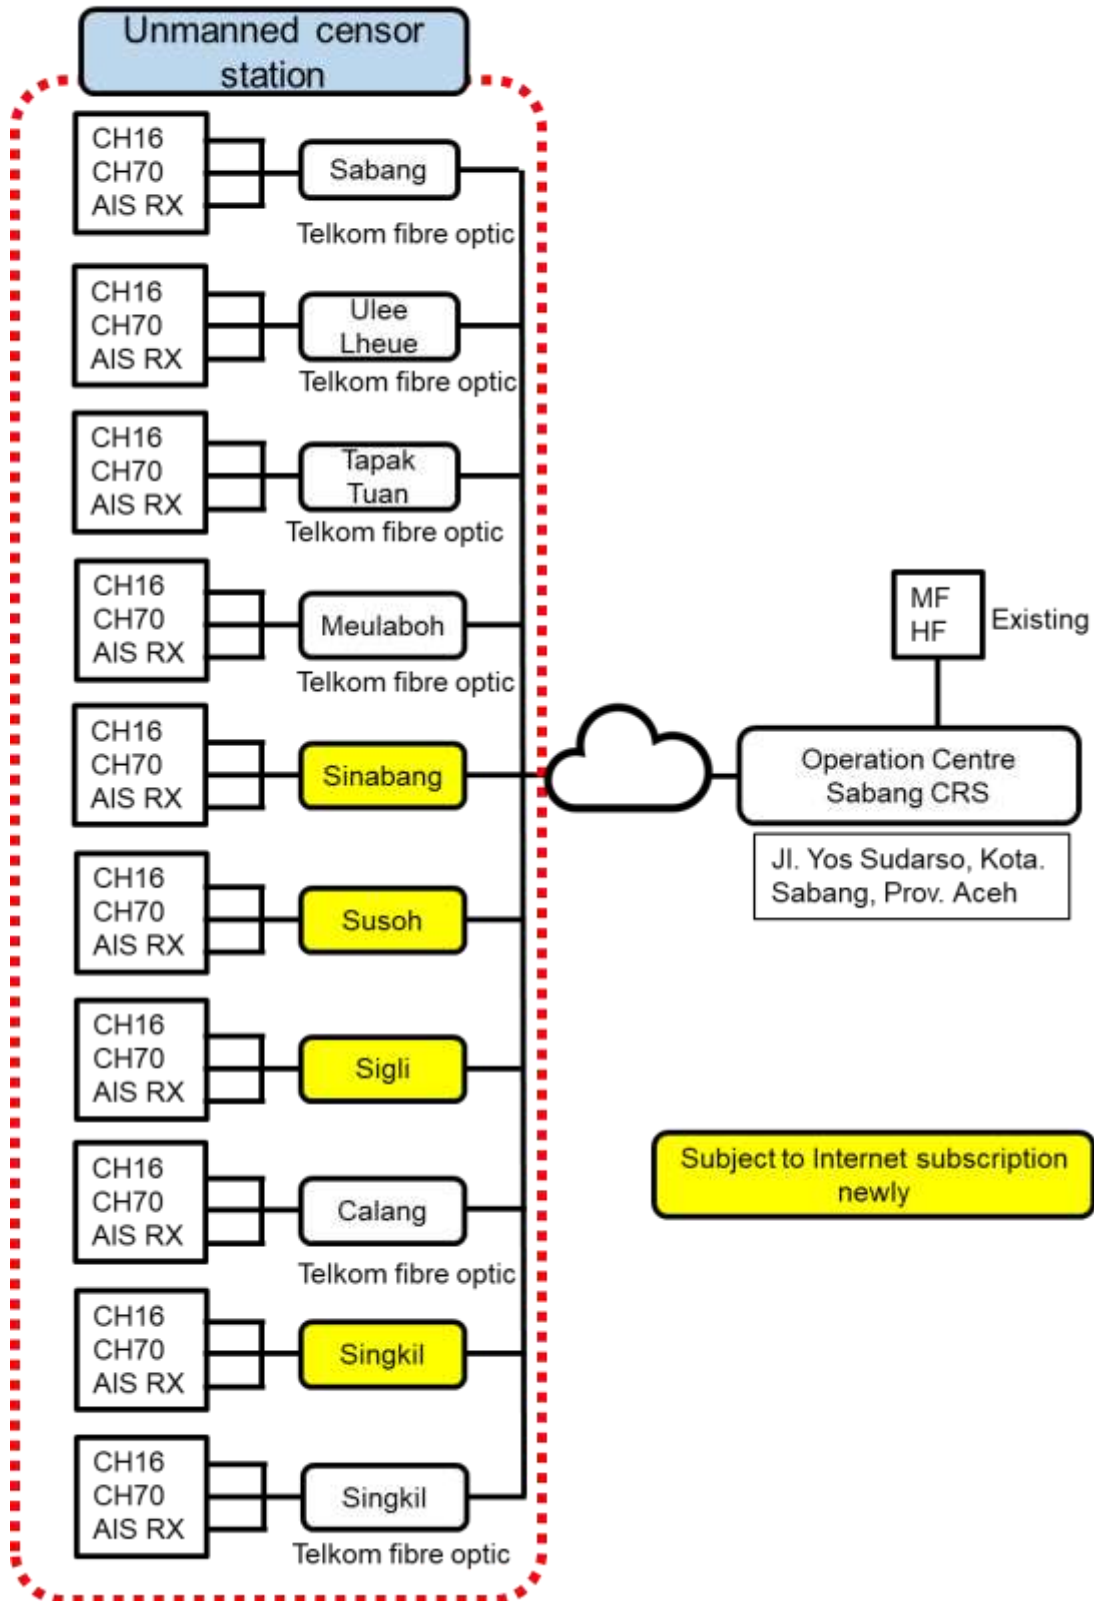 Unmanned censor
station
CH16
CH70
AIS RX
Sabang
Telkom fibre optic
CH16
CH70
AIS RX
Ulee
Lheue
Telkom fibre optic
CH16
CH70
AIS RX
Tapak
Tuan
Telkom fibre optic
CH16
CH70
AIS RX
Meulaboh
Telkom fibre optic
CH16
CH70
AIS RX
Sinabang
CH16
CH70
AIS RX
Susoh
CH16
CH70
AIS RX
Sigli
CH16
CH70
AIS RX
Calang
Telkom fibre optic
CH16
CH70
AIS RX
Singkil
CH16
CH70
AIS RX
Singkil
Telkom fibre optic
MF
HF
Existing
Operation Centre
Sabang CRS
Jl. Yos Sudarso, Kota.
Sabang, Prov. Aceh
Subject to Internet subscription
newly